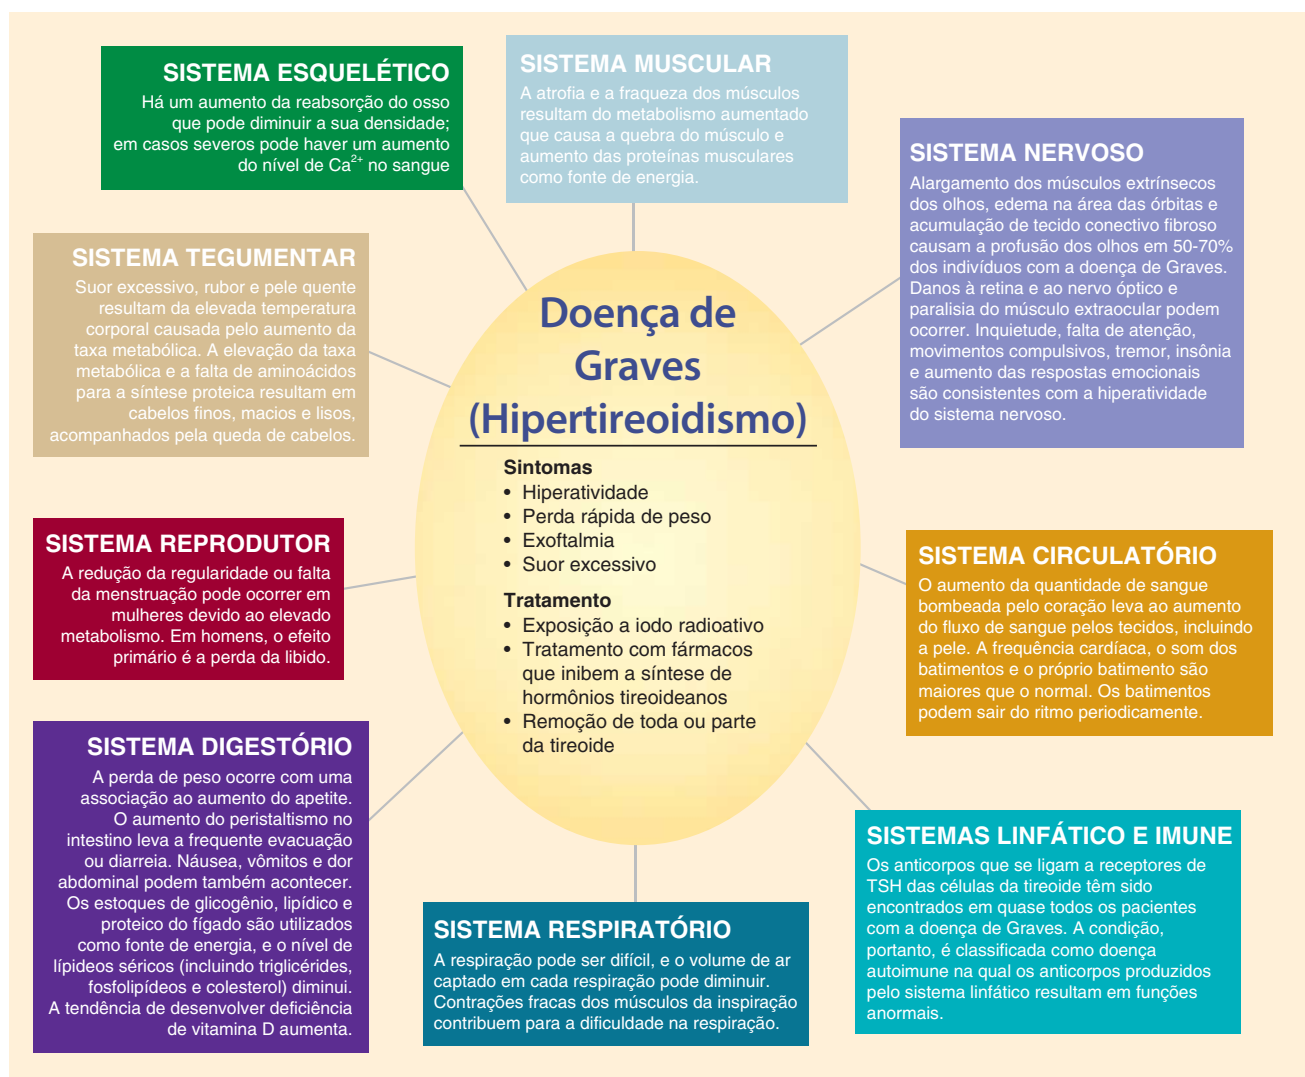 SISTEMA ESQUELÉTICO
Há um aumento da reabsorção do osso
que pode diminuir a sua densidade;
em casos severos pode haver um aumento
do nível de Ca²⁺ no sangue
SISTEMA MUSCULAR
A atrofia e a fraqueza dos músculos
resultam do metabolismo aumentado
que causa a quebra do músculo e
aumento das proteínas musculares
como fonte de energia.
SISTEMA NERVOSO
Alargamento dos músculos extrínsecos
dos olhos, edema na área das órbitas e
acumulação de tecido conectivo fibroso
causam a profusão dos olhos em 50-70%
dos indivíduos com a doença de Graves.
Danos à retina e ao nervo óptico e
paralisia do músculo extraocular podem
ocorrer. Inquietude, falta de atenção,
movimentos compulsivos, tremor, insônia
e aumento das respostas emocionais
são consistentes com a hiperatividade
do sistema nervoso.
SISTEMA TEGUMENTAR
Suor excessivo, rubor e pele quente
resultam da elevada temperatura
corporal causada pelo aumento da
taxa metabólica. A elevação da taxa
metabólica e a falta de aminoácidos
para a síntese proteica resultam em
cabelos finos, macios e lisos,
acompanhados pela queda de cabelos.
Doença de
Graves
(Hipertireoidismo)
Sintomas
• Hiperatividade
• Perda rápida de peso
• Exoftalmia
• Suor excessivo
Tratamento
• Exposição a iodo radioativo
• Tratamento com fármacos
que inibem a síntese de
hormônios tireoideanos
• Remoção de toda ou parte
da tireoide
SISTEMA REPRODUTOR
A redução da regularidade ou falta
da menstruação pode ocorrer em
mulheres devido ao elevado
metabolismo. Em homens, o efeito
primário é a perda da libido.
SISTEMA CIRCULATÓRIO
O aumento da quantidade de sangue
bombeada pelo coração leva ao aumento
do fluxo de sangue pelos tecidos, incluindo
a pele. A frequência cardíaca, o som dos
batimentos e o próprio batimento são
maiores que o normal. Os batimentos
podem sair do ritmo periodicamente.
SISTEMA DIGESTÓRIO
A perda de peso ocorre com uma
associação ao aumento do apetite.
O aumento do peristaltismo no
intestino leva a frequente evacuação
ou diarreia. Náusea, vômitos e dor
abdominal podem também acontecer.
Os estoques de glicogênio, lipídico e
proteico do fígado são utilizados
como fonte de energia, e o nível de
lípideos séricos (incluindo triglicérides,
fosfolipídeos e colesterol) diminui.
A tendência de desenvolver deficiência
de vitamina D aumenta.
SISTEMA RESPIRATÓRIO
A respiração pode ser difícil, e o volume de ar
captado em cada respiração pode diminuir.
Contrações fracas dos músculos da inspiração
contribuem para a dificuldade na respiração.
SISTEMAS LINFÁTICO E IMUNE
Os anticorpos que se ligam a receptores de
TSH das células da tireoide têm sido
encontrados em quase todos os pacientes
com a doença de Graves. A condição,
portanto, é classificada como doença
autoimune na qual os anticorpos produzidos
pelo sistema linfático resultam em funções
anormais.